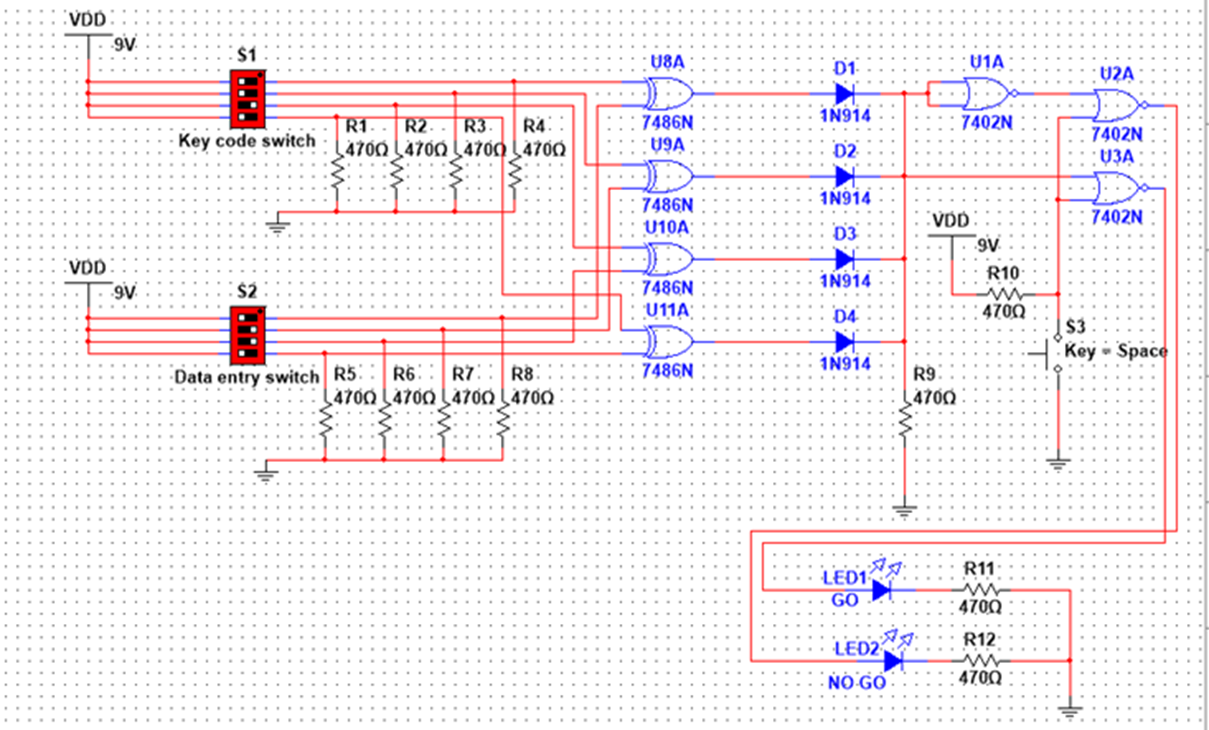 VDD
9V
S1
Key code switch
R1
470Ω
R2
470Ω
R3
470Ω
R4
470Ω
U8A
7486N
U9A
7486N
U10A
7486N
U11A
7486N
D1
1N914
D2
1N914
D3
1N914
D4
1N914
U1A
7402N
U2A
7402N
U3A
7402N
VDD
9V
R10
470Ω
S3
Key = Space
VDD
9V
S2
Data entry switch
R5
470Ω
R6
470Ω
R7
470Ω
R8
470Ω
R9
470Ω
LED1
GO
R11
470Ω
LED2
NO GO
R12
470Ω